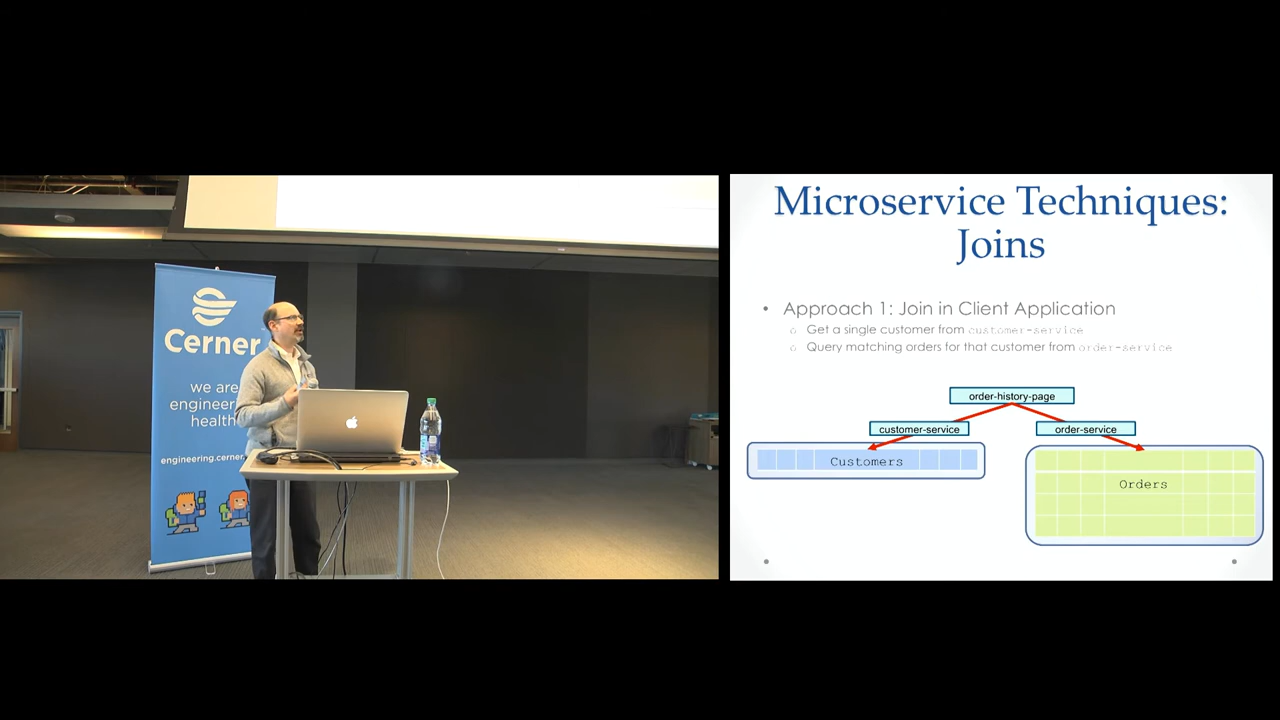 Cerner
we are
engineer
health
engineering.cerner.
Microservice Techniques:
Joins
• Approach 1: Join in Client Application
o Get a single customer from customer-service
o Query matching orders for that customer from order-service
order-history-page
customer-service
order-service
Customers
Orders